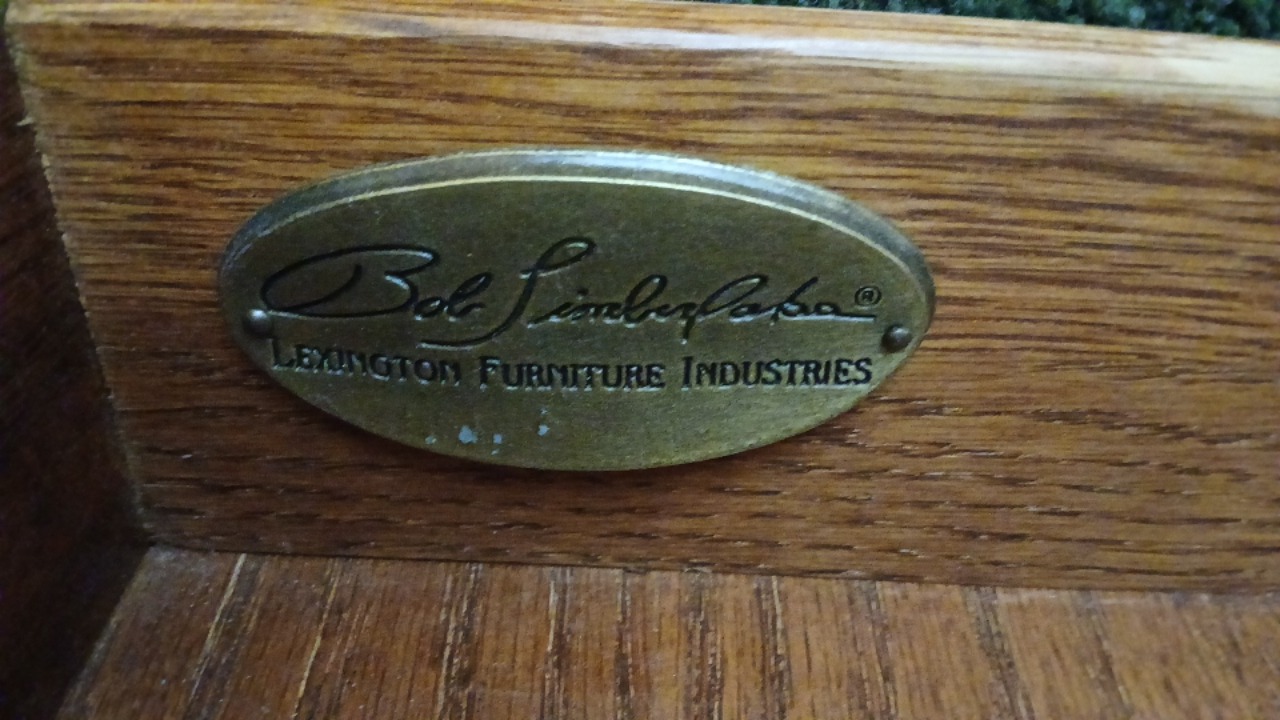 Bob Timberlake®
LEXINGTON FURNITURE INDUSTRIES